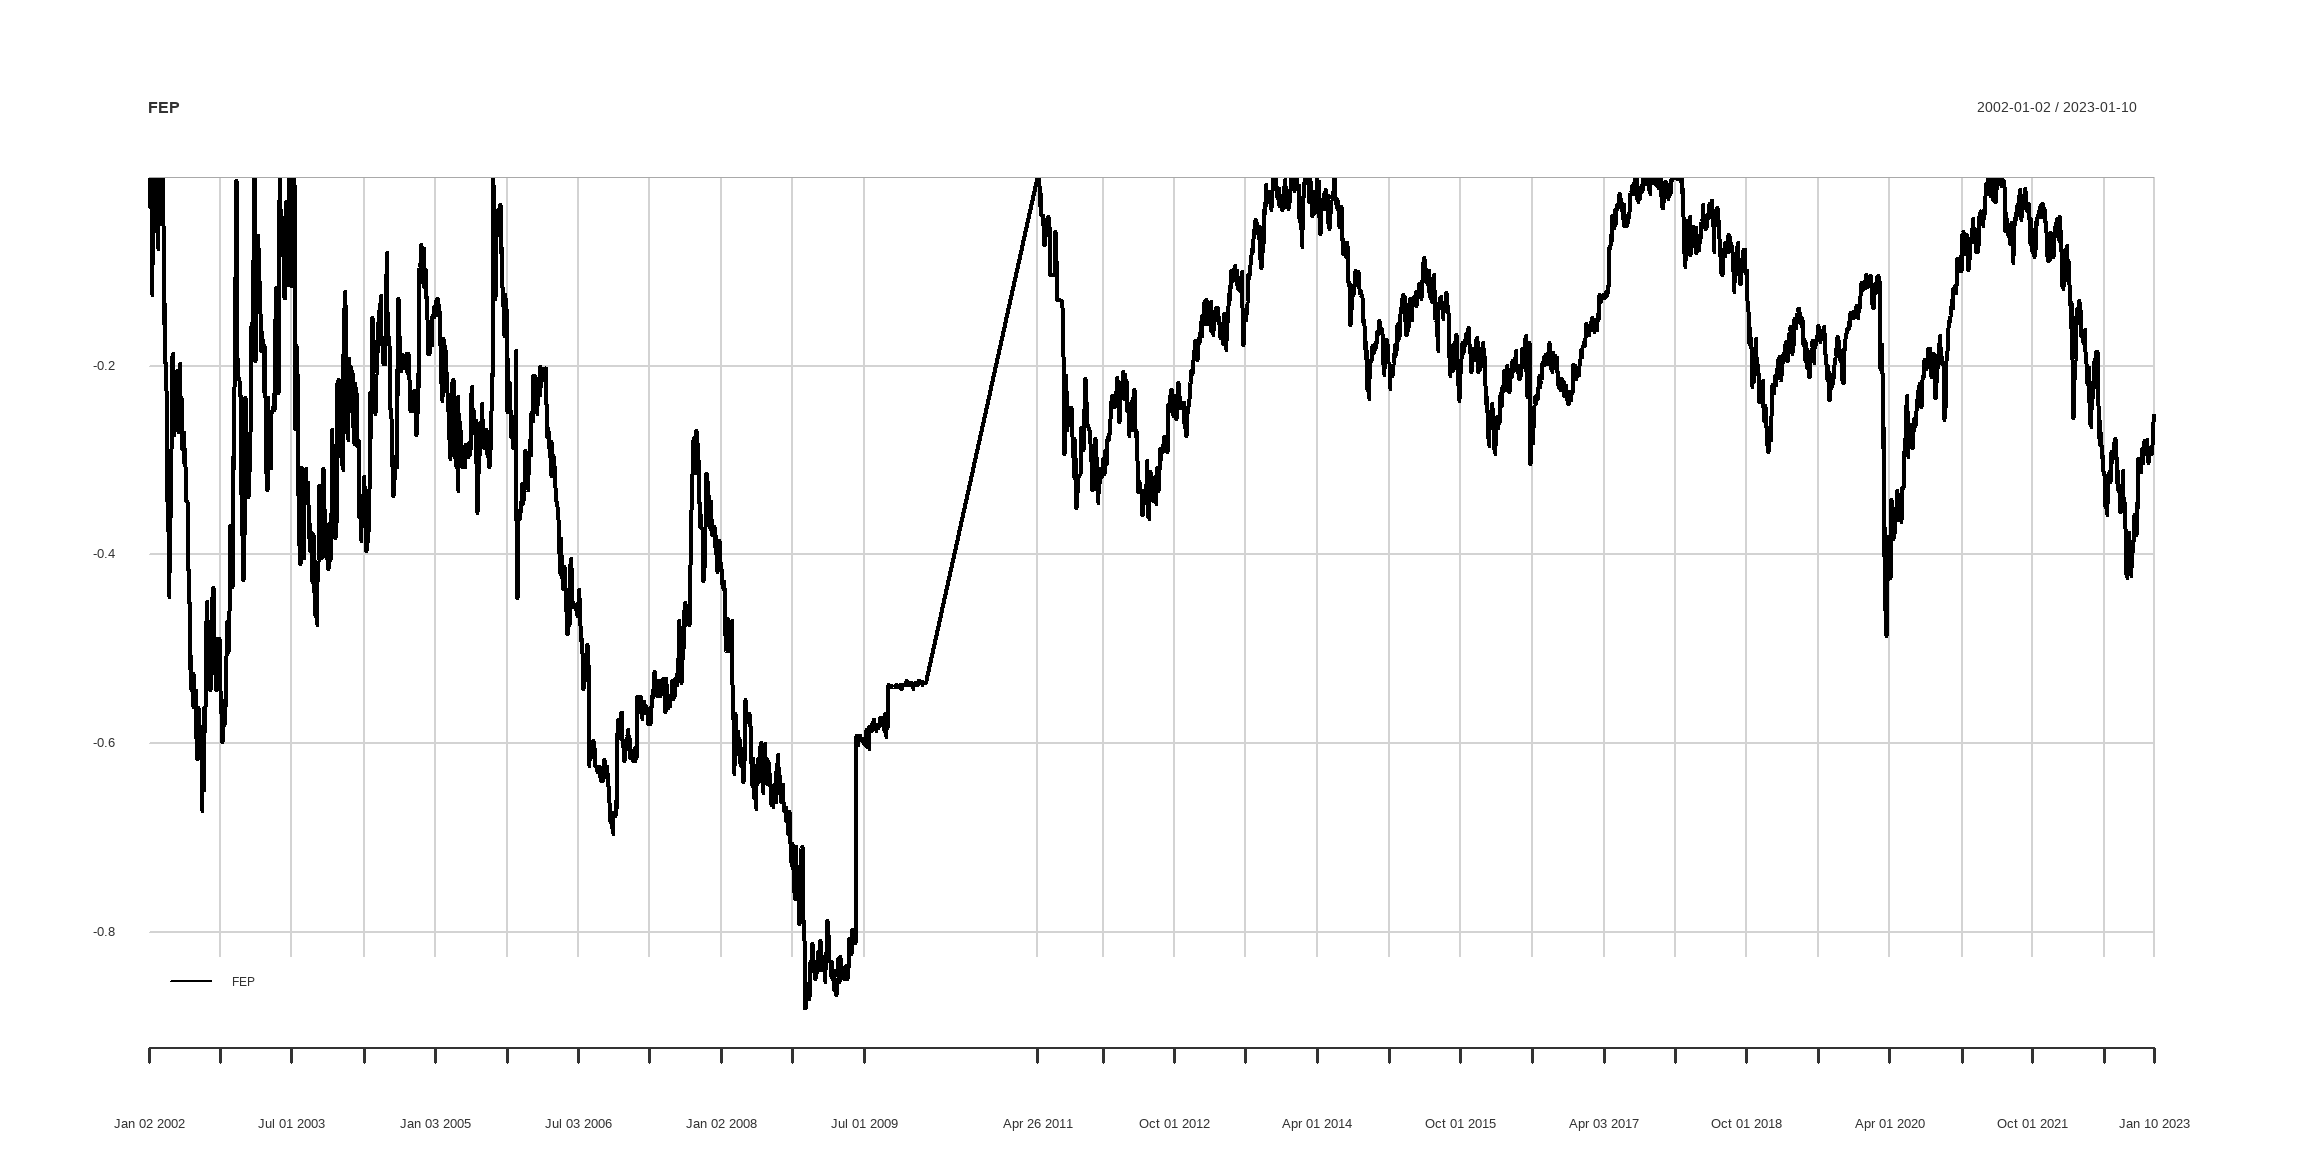 FEP
2002-01-02 / 2023-01-10
-0.2
-0.4
-0.6
-0.8
FEP
Jan 02 2002 Jul 01 2003 Jan 03 2005 Jul 03 2006 Jan 02 2008 Jul 01 2009 Apr 26 2011 Oct 01 2012 Apr 01 2014 Oct 01 2015 Apr 03 2017 Oct 01 2018 Apr 01 2020 Oct 01 2021 Jan 10 2023